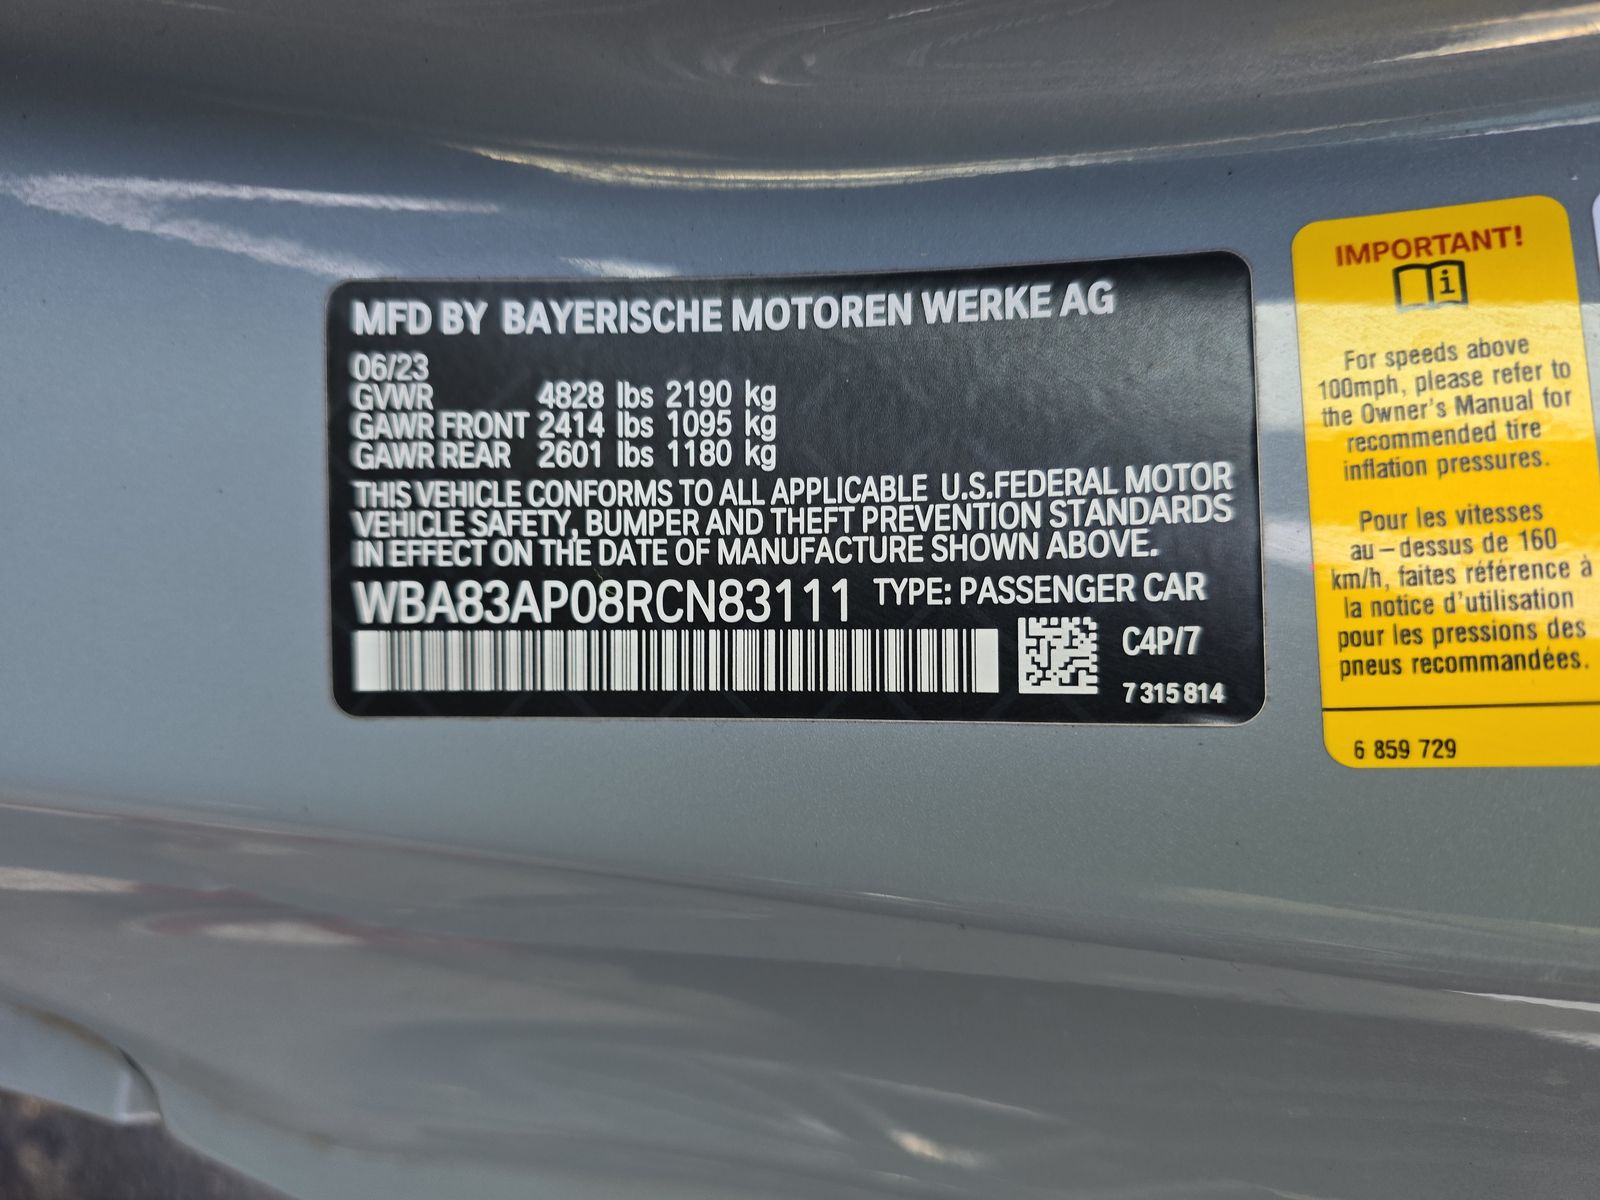 MFD BY BAYERISCHE MOTOREN WERKE AG
06/23
GVWR 4828 lbs 2190 kg
GAWR FRONT 2414 lbs 1095 kg
GAWR REAR 2601 lbs 1180 kg
THIS VEHICLE CONFORMS TO ALL APPLICABLE U.S.FEDERAL MOTOR
VEHICLE SAFETY, BUMPER AND THEFT PREVENTION STANDARDS
IN EFFECT ON THE DATE OF MANUFACTURE SHOWN ABOVE.
WBA83AP08RCN83111 TYPE: PASSENGER CAR
C4P/7
7 315 814
IMPORTANT!
i
For speeds above
100mph, please refer to
the Owner's Manual for
recommended tire
inflation pressures.
Pour les vitesses
au-dessus de 160
km/h, faites référence à
la notice d'utilisation
pour les pressions des
pneus recommandées.
6 859 729